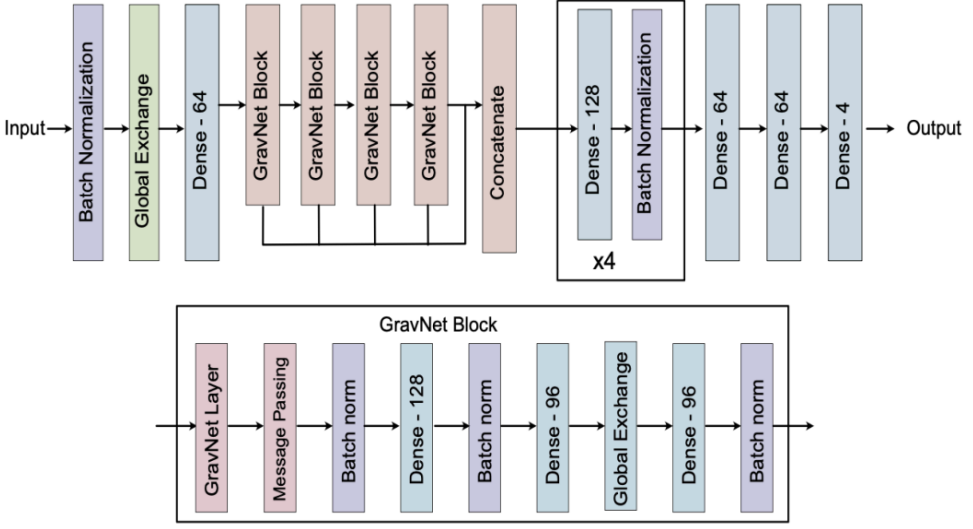 Input
Batch Normalization
Global Exchange
Dense - 64
GravNet Block
GravNet Block
GravNet Block
GravNet Block
Concatenate
Dense - 128
Batch Normalization
x4
Dense - 64
Dense - 64
Dense - 4
Output
GravNet Block
GravNet Layer
Message Passing
Batch norm
Dense - 128
Batch norm
Dense - 96
Global Exchange
Dense - 96
Batch norm